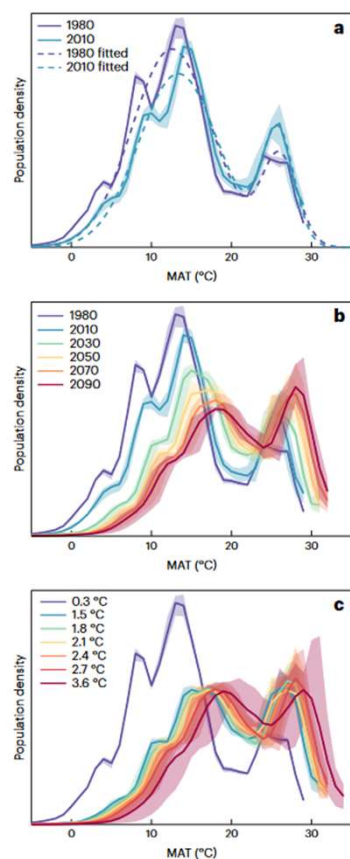 a
1980
2010
1980 fitted
2010 fitted
Population density
0 10 20 30
MAT (°C)
b
1980
2010
2030
2050
2070
2090
Population density
0 10 20 30
MAT (°C)
c
0.3 °C
1.5 °C
1.8 °C
2.1 °C
2.4 °C
2.7 °C
3.6 °C
Population density
0 10 20 30
MAT (°C)